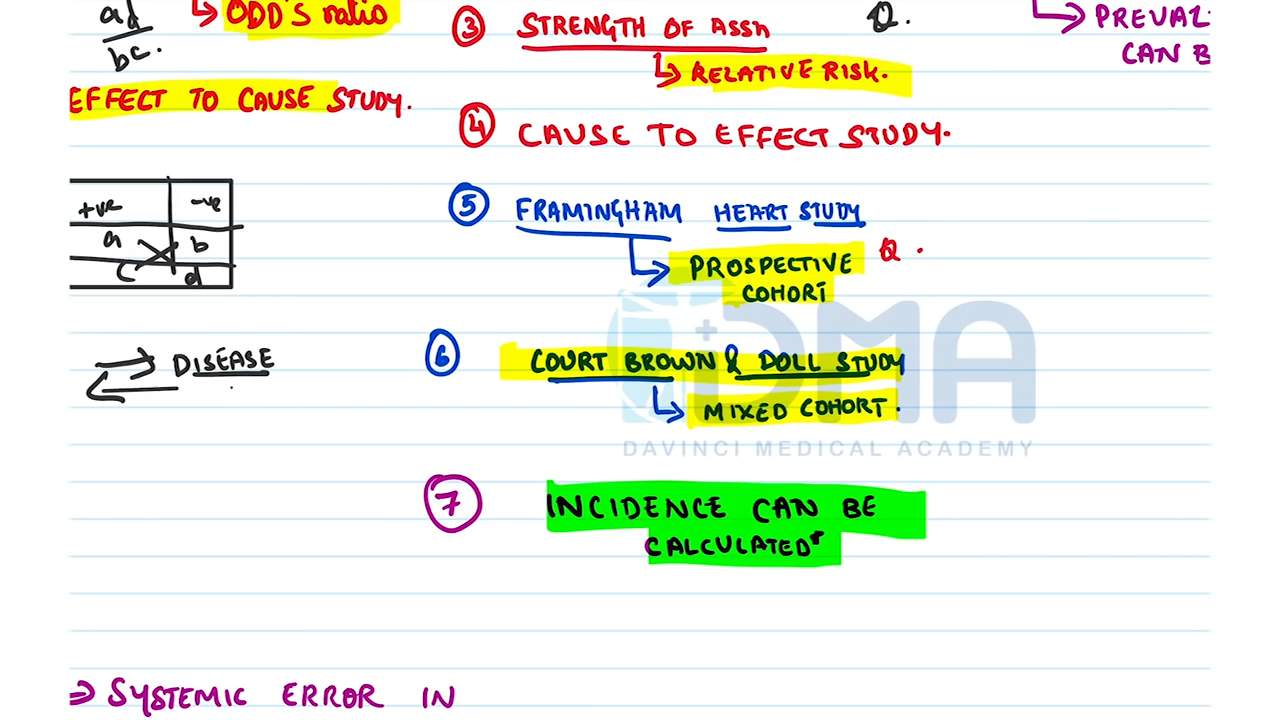 ad
bc.
↳ ODD'S ratio
EFFECT TO CAUSE STUDY.
+ve -ve
a b
c d
⇄ DISEASE
⇒ SYSTEMIC ERROR IN
③ STRENGTH OF ASSn
↳ RELATIVE RISK.
④ CAUSE TO EFFECT STUDY.
⑤ FRAMINGHAM HEART STUDY
↳ PROSPECTIVE Q.
COHORT
⑥ COURT BROWN & DOLL STUDY
↳ MIXED COHORT.
⑦ INCIDENCE CAN BE
CALCULATED
Q.
↳ PREVAL
CAN B
DMA
DAVINCI MEDICAL ACADEMY